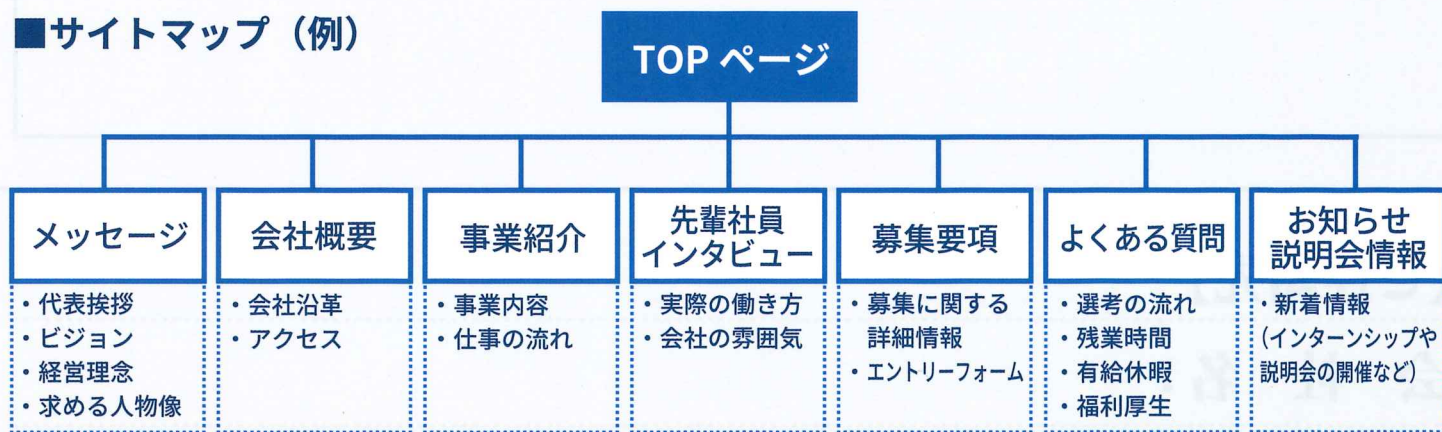 ■サイトマップ（例）
TOP ページ
メッセージ
・代表挨拶
・ビジョン
・経営理念
・求める人物像
会社概要
・会社沿革
・アクセス
事業紹介
・事業内容
・仕事の流れ
先輩社員
インタビュー
・実際の働き方
・会社の雰囲気
募集要項
・募集に関する
詳細情報
・エントリーフォーム
よくある質問
・選考の流れ
・残業時間
・有給休暇
・福利厚生
お知らせ
説明会情報
・新着情報
(インターンシップや
説明会の開催など)